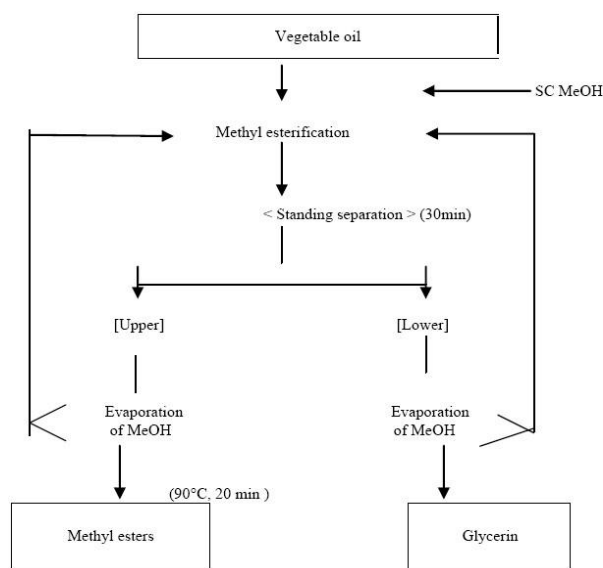 Vegetable oil
SC MeOH
Methyl esterification
< Standing separation > (30min)
[Upper]
[Lower]
Evaporation
of MeOH
Evaporation
of MeOH
(90°C, 20 min )
Methyl esters
Glycerin